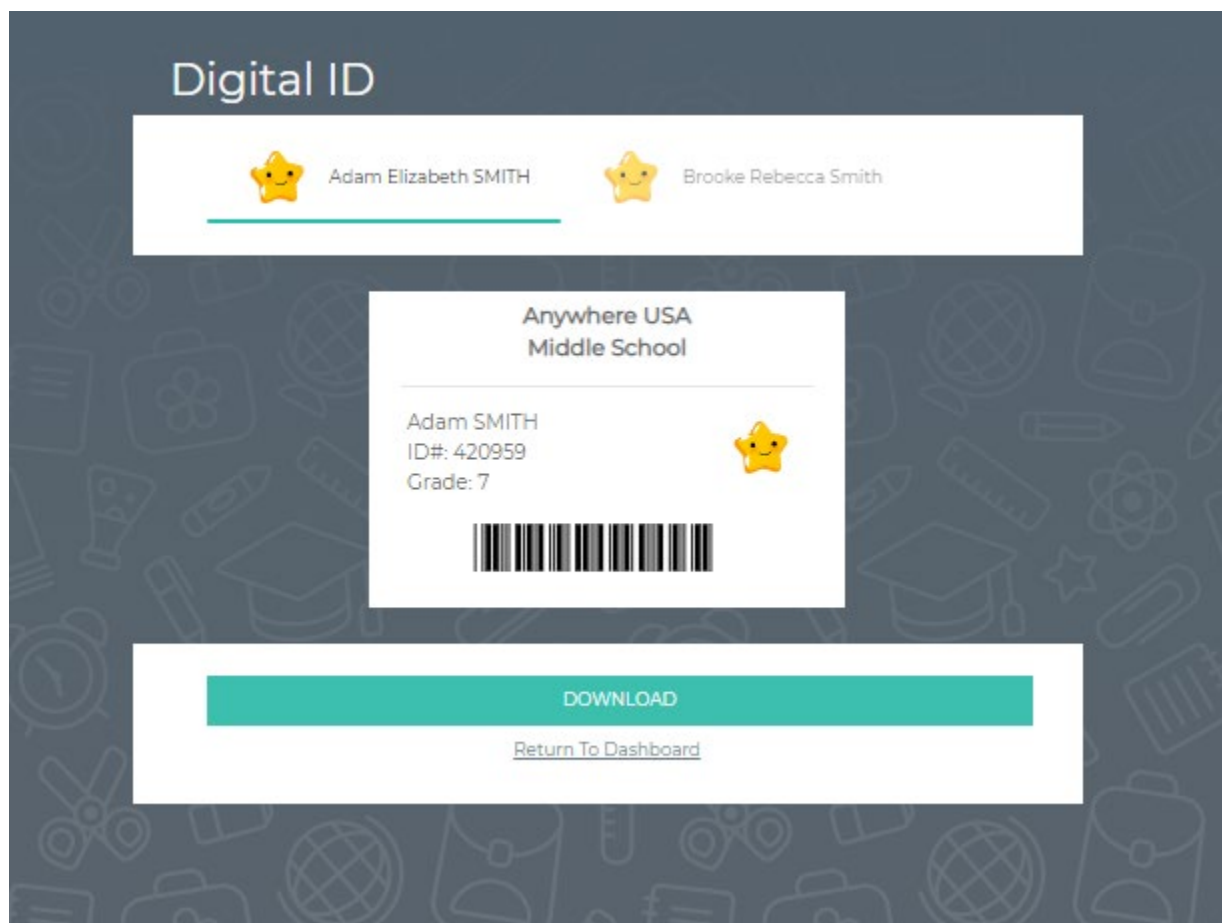 Digital ID
Adam Elizabeth SMITH
Brooke Rebecca Smith
Anywhere USA
Middle School
Adam SMITH
ID#: 420959
Grade: 7
DOWNLOAD
Return To Dashboard